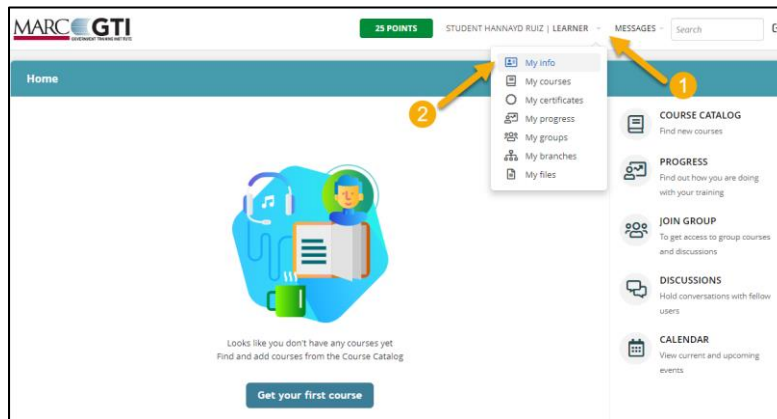 MARC GTI
GOVERNMENT TRAINING INSTITUTE
25 POINTS
STUDENT HANNAYD RUIZ | LEARNER
MESSAGES
Search
1
2
My info
My courses
My certificates
My progress
My groups
My branches
My files
Home
COURSE CATALOG
Find new courses
PROGRESS
Find out how you are doing
with your training
JOIN GROUP
To get access to group courses
and discussions
DISCUSSIONS
Hold conversations with fellow
users
CALENDAR
View current and upcoming
events
Looks like you don't have any courses yet
Find and add courses from the Course Catalog
Get your first course